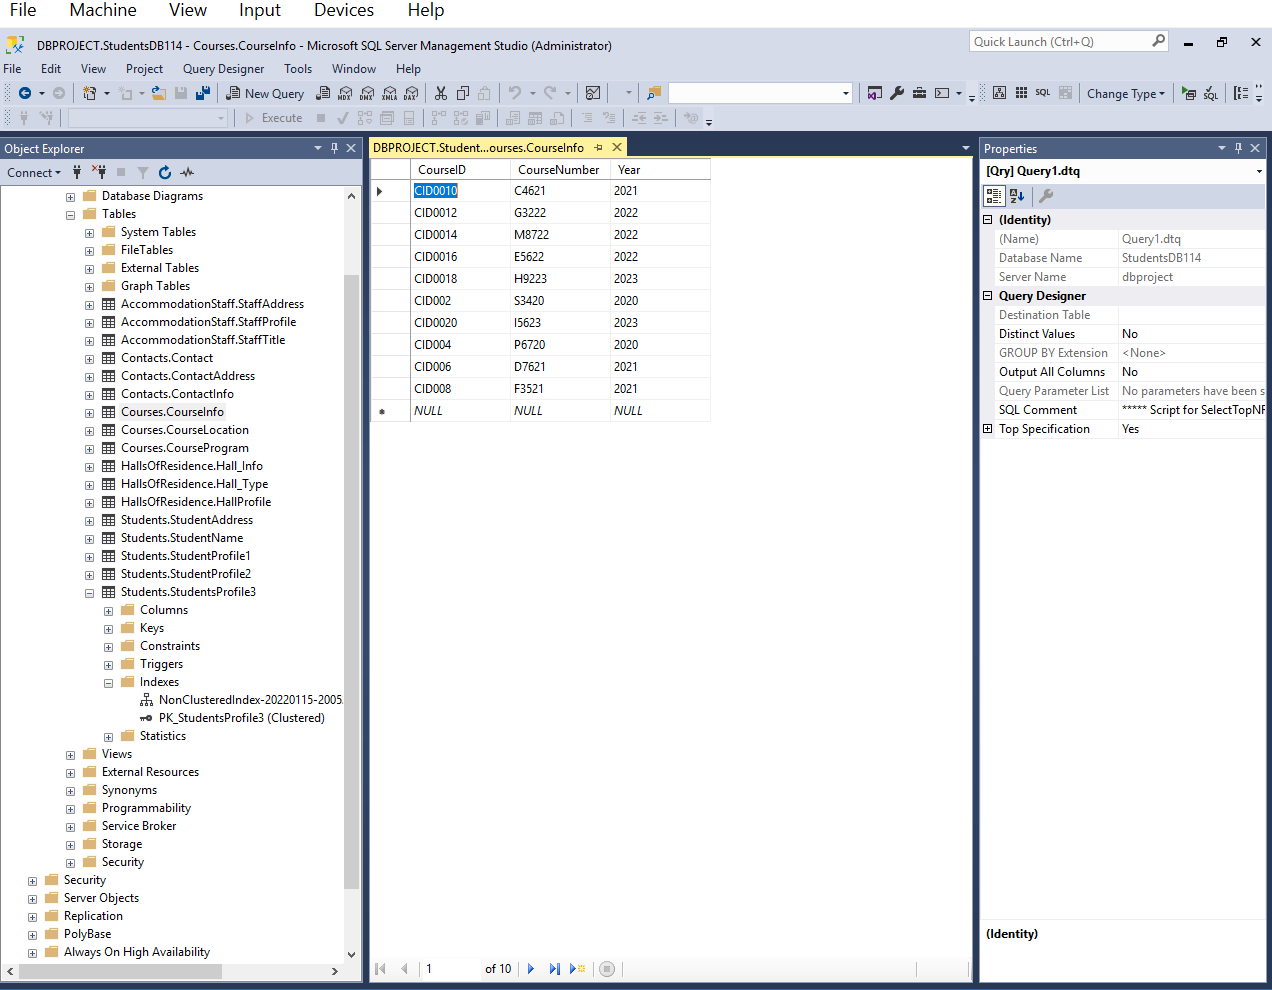 File Machine View Input Devices Help
DBPROJECT.StudentsDB114 - Courses.CourseInfo - Microsoft SQL Server Management Studio (Administrator)
Quick Launch (Ctrl+Q)
File Edit View Project Query Designer Tools Window Help
New Query MDX DMX XMLA DAX SQL Change Type SQL
Execute
Object Explorer
Connect
Database Diagrams
Tables
System Tables
FileTables
External Tables
Graph Tables
AccommodationStaff.StaffAddress
AccommodationStaff.StaffProfile
AccommodationStaff.StaffTitle
Contacts.Contact
Contacts.ContactAddress
Contacts.ContactInfo
Courses.CourseInfo
Courses.CourseLocation
Courses.CourseProgram
HallsOfResidence.Hall_Info
HallsOfResidence.Hall_Type
HallsOfResidence.HallProfile
Students.StudentAddress
Students.StudentName
Students.StudentProfile1
Students.StudentProfile2
Students.StudentsProfile3
Columns
Keys
Constraints
Triggers
Indexes
NonClusteredIndex-20220115-2005
PK_StudentsProfile3 (Clustered)
Statistics
Views
External Resources
Synonyms
Programmability
Service Broker
Storage
Security
Security
Server Objects
Replication
PolyBase
Always On High Availability
DBPROJECT.Student...ourses.CourseInfo
CourseID CourseNumber Year
CID0010 C4621 2021
CID0012 G3222 2022
CID0014 M8722 2022
CID0016 E5622 2022
CID0018 H9223 2023
CID002 S3420 2020
CID0020 I5623 2023
CID004 P6720 2020
CID006 D7621 2021
CID008 F3521 2021
NULL NULL NULL
1 of 10
Properties
[Qry] Query1.dtq
(Identity)
(Name) Query1.dtq
Database Name StudentsDB114
Server Name dbproject
Query Designer
Destination Table
Distinct Values No
GROUP BY Extension <None>
Output All Columns No
Query Parameter List No parameters have been s
SQL Comment ***** Script for SelectTopNR
Top Specification Yes
(Identity)